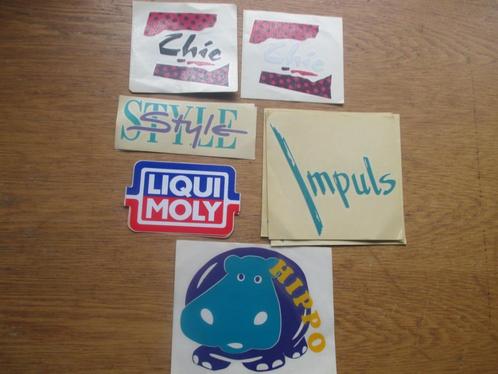 Chic
Chic
STYLE
Style
LIQUI
MOLY
Impuls
HIPPO